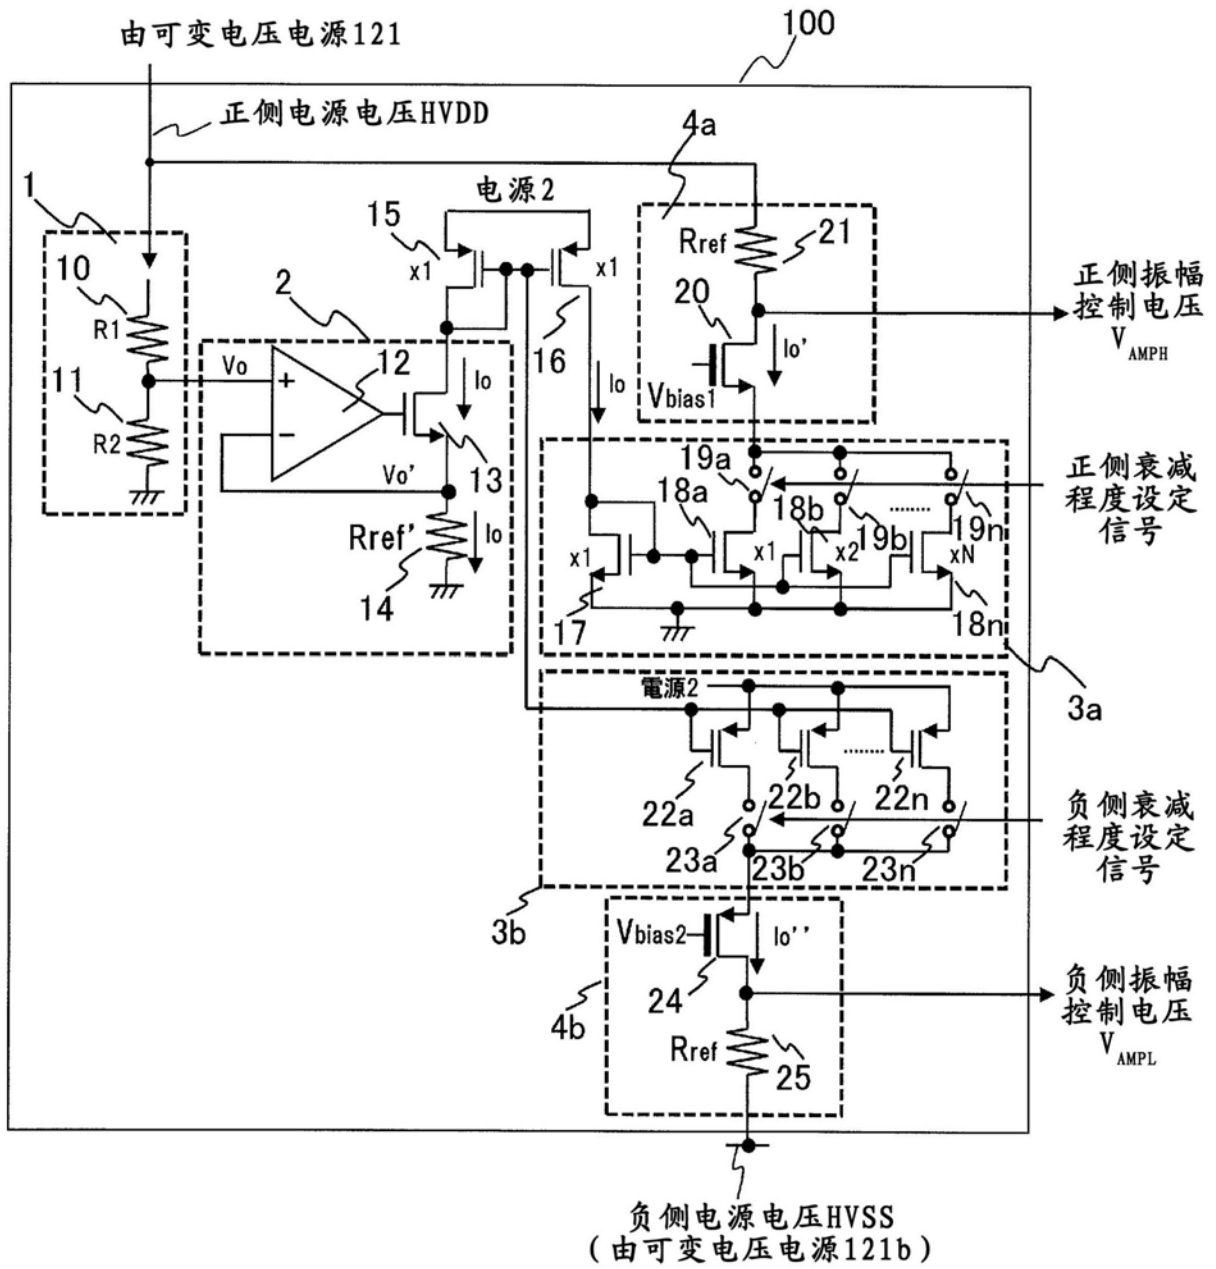 由可变电压电源121
100
正侧电源电压HVDD
4a
1
15
电源2
Rref
21
10
x1
x1
20
正侧振幅
控制电压
VAMPH
R1
2
16
Io'
12
Vo
+
11
Io
Io
Vbias1
R2
−
13
19a
正侧衰减
程度设定
信号
Vo'
18a
18b
19b
19n
Rref'
Io
x1
x1
x2
xN
14
17
18n
電源2
3a
22a
22b
22n
负侧衰减
程度设定
信号
23a
23b
23n
3b
Vbias2
Io''
24
负侧振幅
控制电压
VAMPL
4b
Rref
25
负侧电源电压HVSS
(由可变电压电源121b)